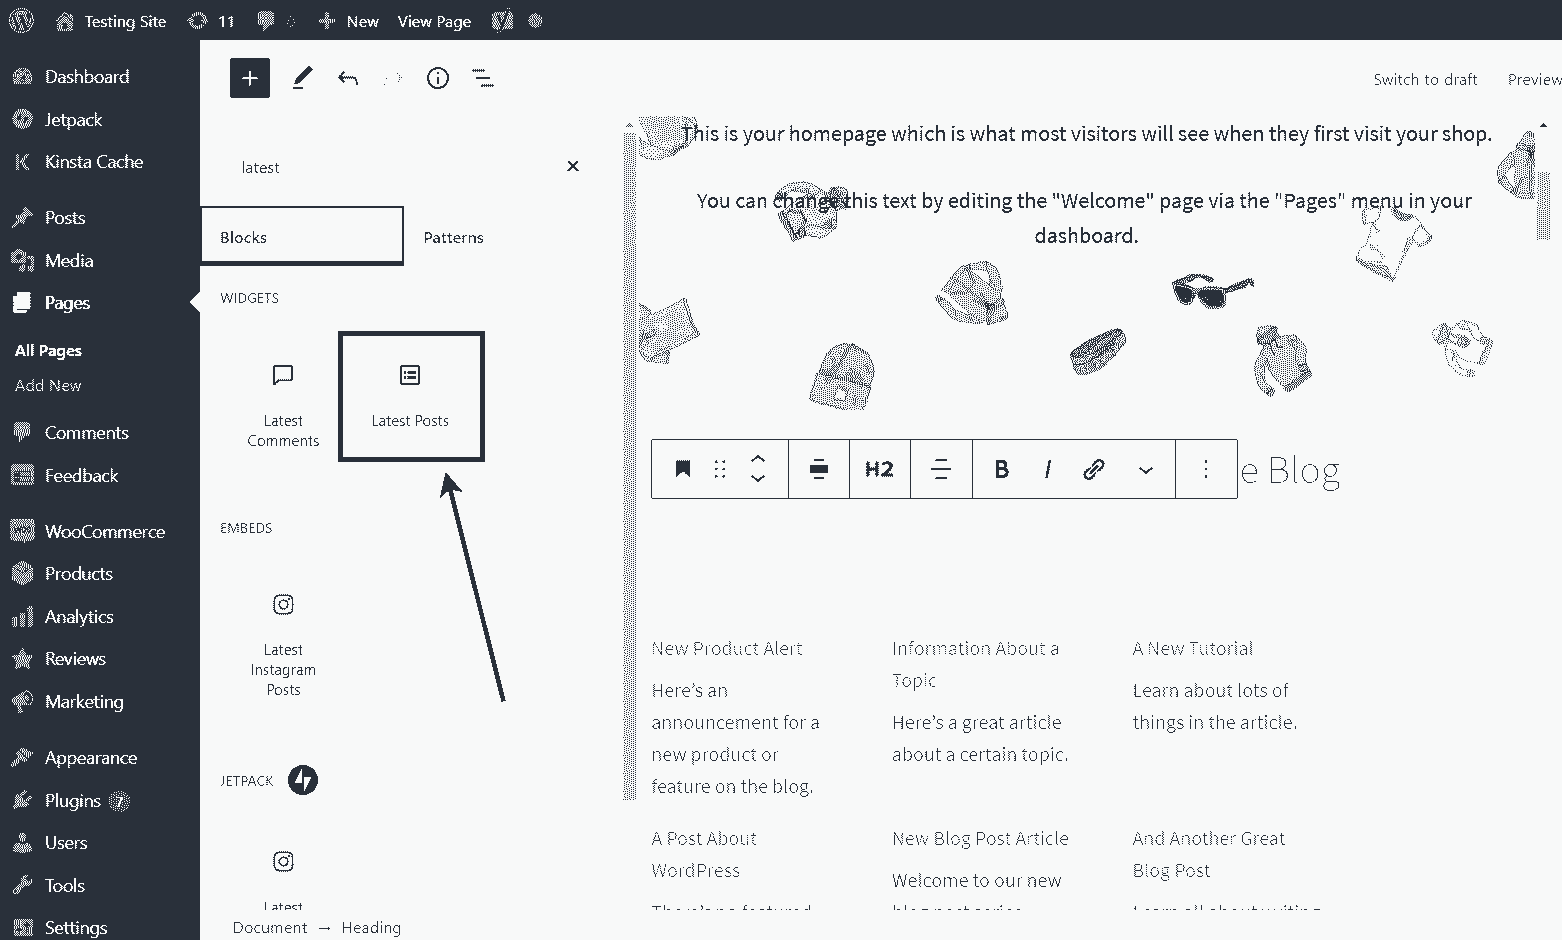 Testing Site
11
New
View Page
Dashboard
Jetpack
Kinsta Cache
Posts
Media
Pages
All Pages
Add New
Comments
Feedback
WooCommerce
Products
Analytics
Reviews
Marketing
Appearance
Plugins 7
Users
Tools
Settings
Switch to draft
Preview
latest
Blocks
Patterns
WIDGETS
Latest
Comments
Latest Posts
EMBEDS
Latest
Instagram
Posts
JETPACK
Latest
Document → Heading
This is your homepage which is what most visitors will see when they first visit your shop.
You can change this text by editing the "Welcome" page via the "Pages" menu in your
dashboard.
H2
B
I
e Blog
New Product Alert
Here's an
announcement for a
new product or
feature on the blog.
Information About a
Topic
Here's a great article
about a certain topic.
A New Tutorial
Learn about lots of
things in the article.
A Post About
WordPress
New Blog Post Article
Welcome to our new
And Another Great
Blog Post